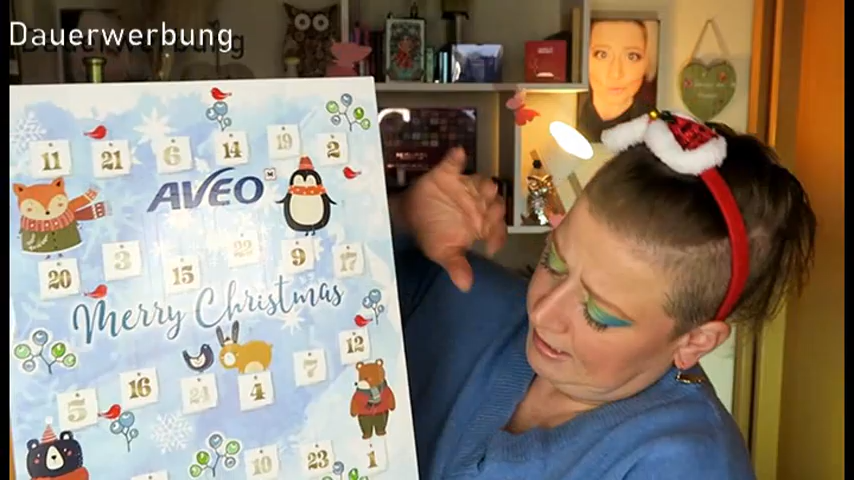 Dauerwerbung
11 21 6 14 19 2
AVEO
20 3 15 22 9 17
Merry Christmas
5 16 24 4 7 12
10 23 1